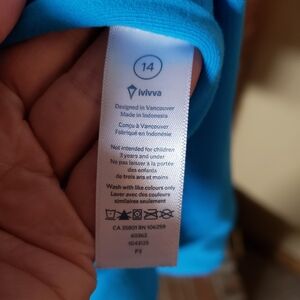 14
ivivva
Designed in Vancouver
Made in Indonesia
Conçu à Vancouver
Fabriqué en Indonésie
Not intended for children
3 years and under
Ne pas laisser à la portée
des enfants
de trois ans et moins
Wash with like colours only
Laver avec des couleurs
similaires seulement
CA 35801 RN 106259